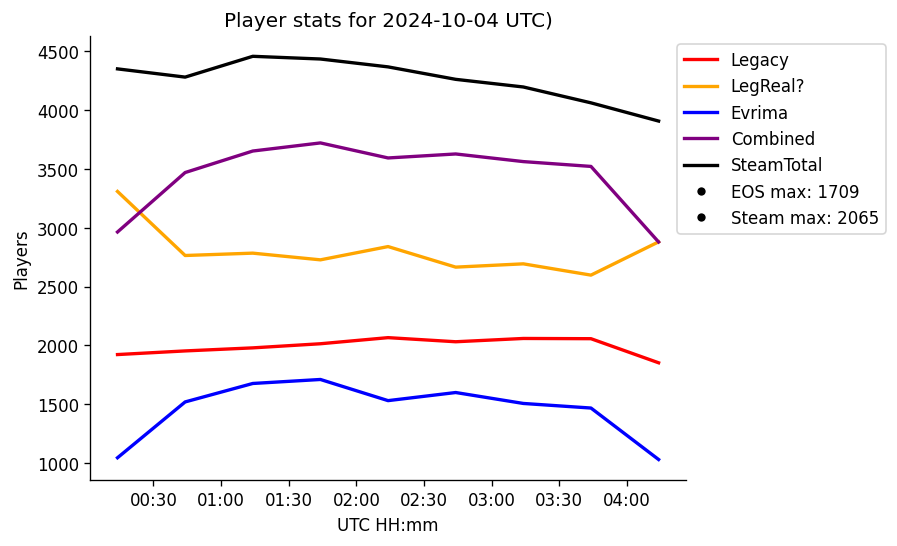 Player stats for 2024-10-04 UTC)
4500
4000
3500
3000
2500
2000
1500
1000
Players
00:30 01:00 01:30 02:00 02:30 03:00 03:30 04:00
UTC HH:mm
Legacy
LegReal?
Evrima
Combined
SteamTotal
EOS max: 1709
Steam max: 2065